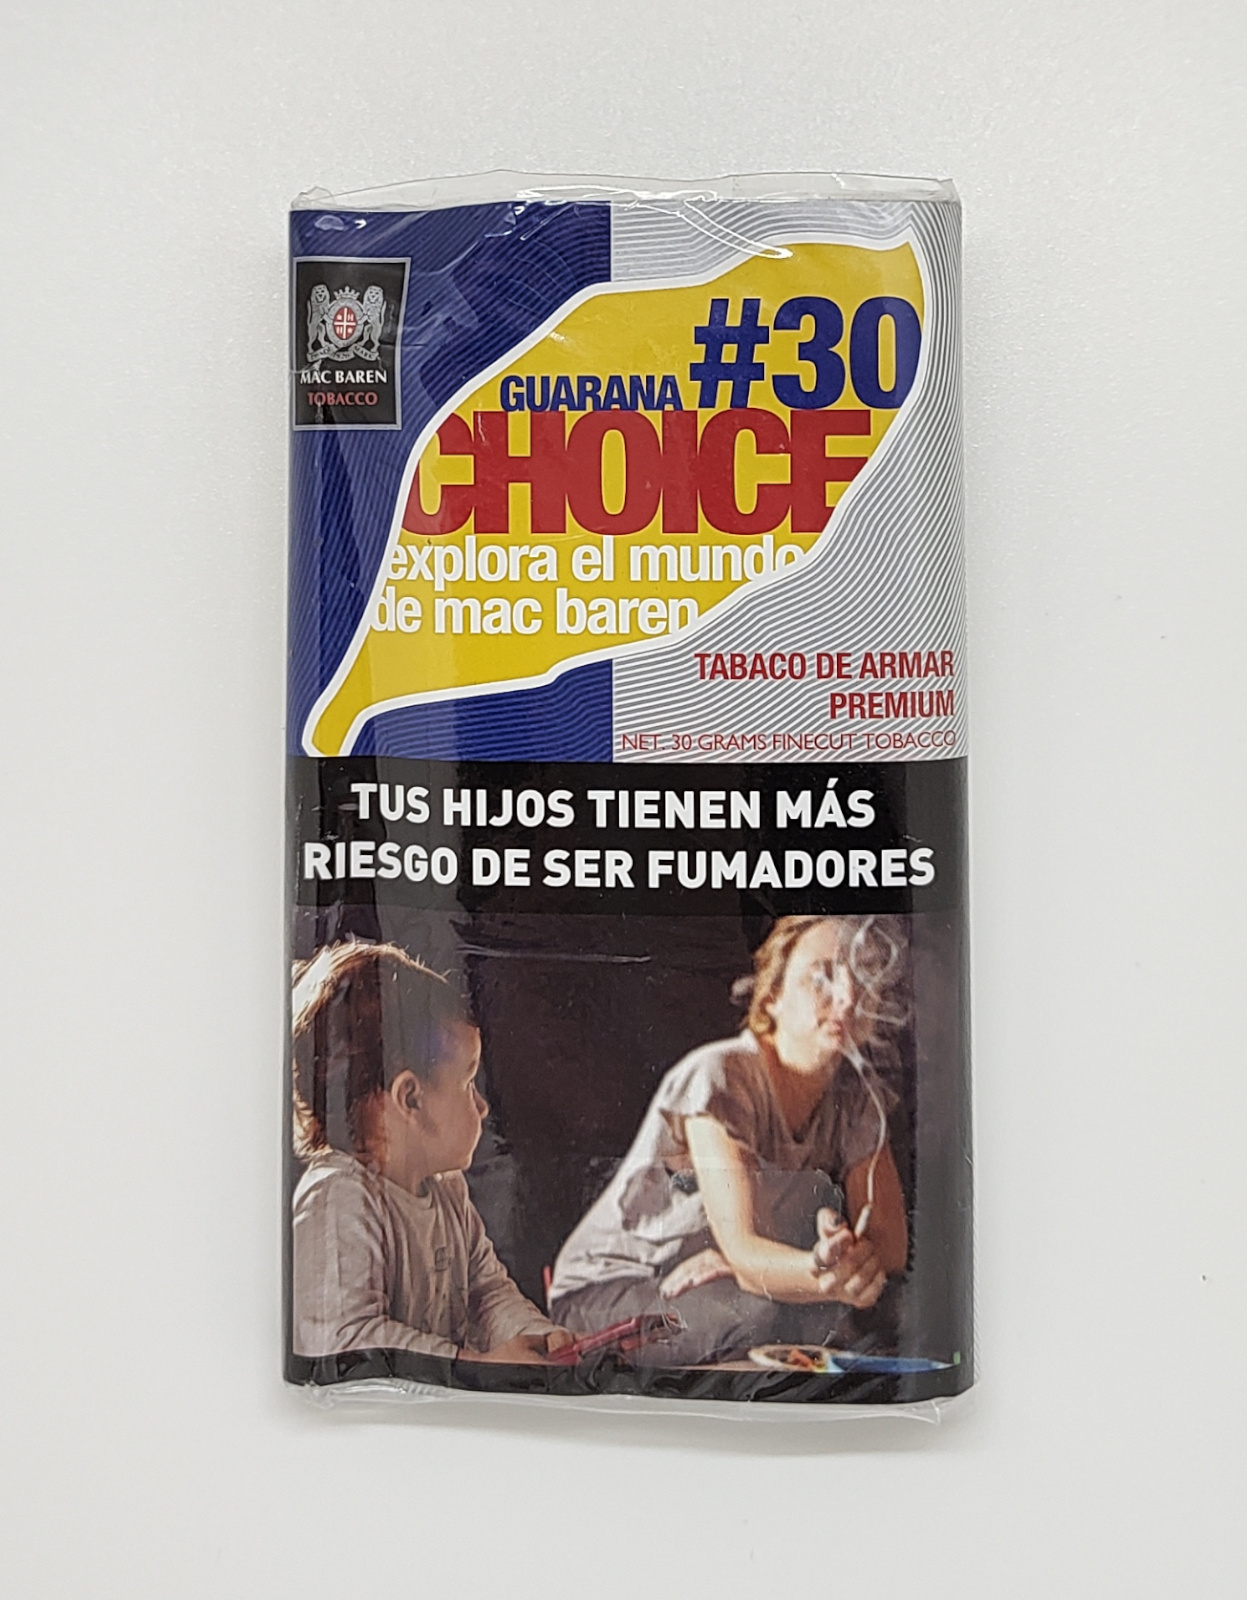 MAC BAREN
TOBACCO
GUARANA #30
CHOICE
explora el mundo
de mac baren
TABACO DE ARMAR
PREMIUM
NET. 30 GRAMS FINECUT TOBACCO
TUS HIJOS TIENEN MÁS
RIESGO DE SER FUMADORES